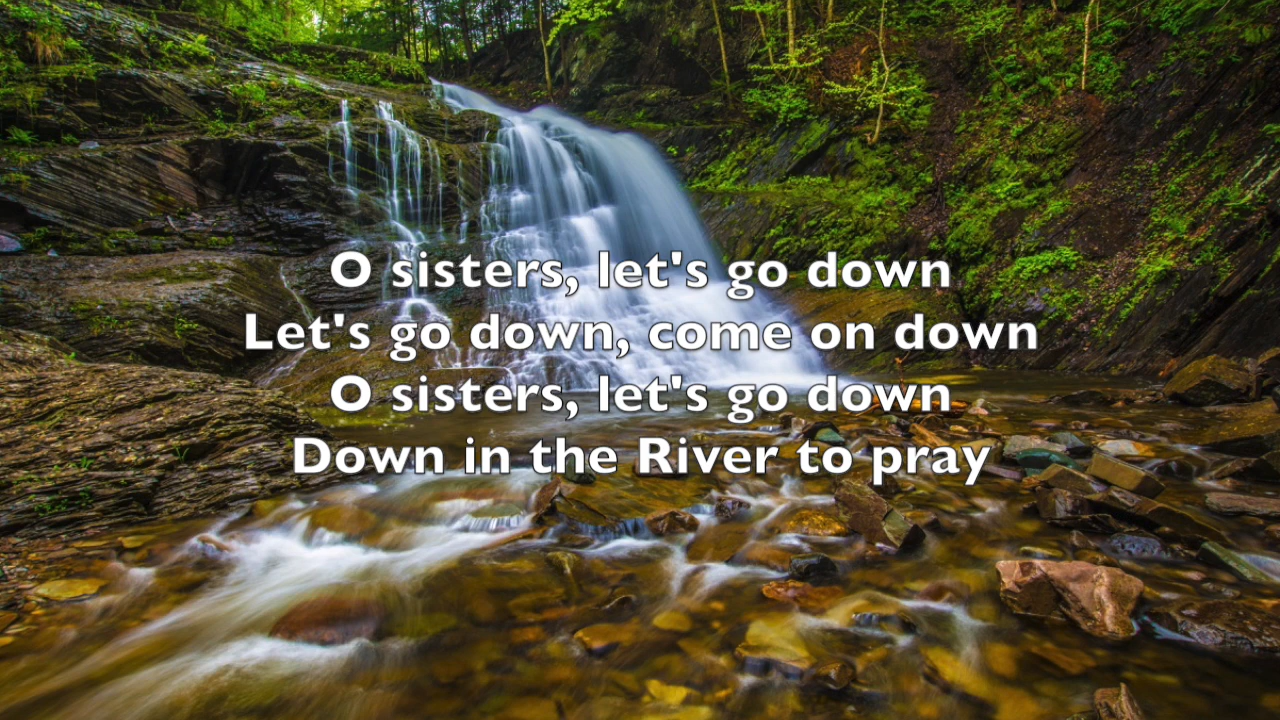 O sisters, let's go down
Let's go down, come on down
O sisters, let's go down
Down in the River to pray